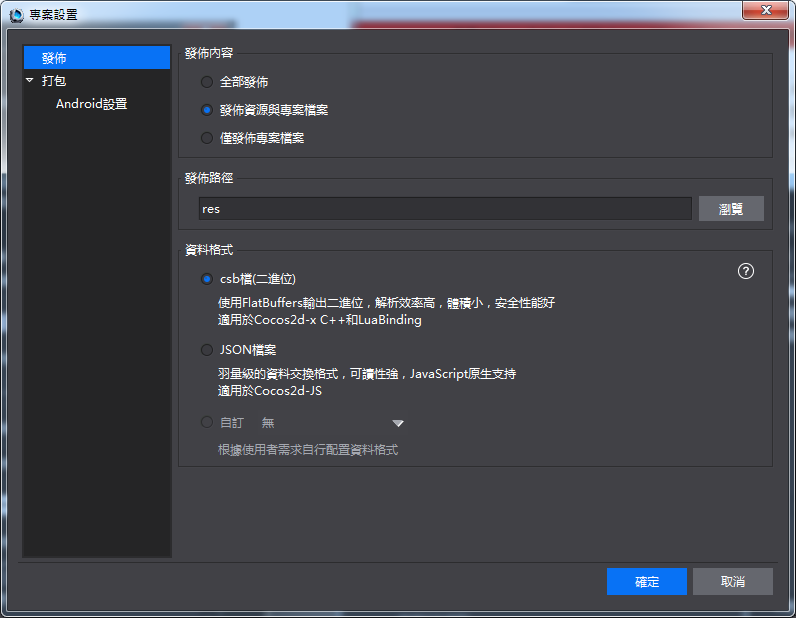 專案設置
發佈
打包
Android設置
發佈內容
全部發佈
發佈資源與專案檔案
僅發佈專案檔案
發佈路徑
res
瀏覽
資料格式
csb檔(二進位)
使用FlatBuffers輸出二進位，解析效率高，體積小，安全性能好
適用於Cocos2d-x C++和LuaBinding
JSON檔案
羽量級的資料交換格式，可讀性強，JavaScript原生支持
適用於Cocos2d-JS
自訂 無
根據使用者需求自行配置資料格式
確定 取消